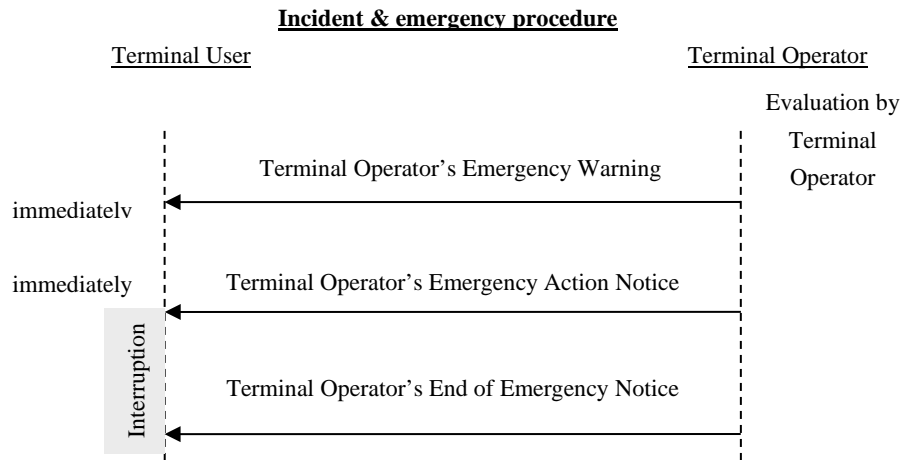 Incident & emergency procedure
Terminal User
Terminal Operator
Evaluation by
Terminal
Operator
Terminal Operator’s Emergency Warning
immediately
immediately
Terminal Operator’s Emergency Action Notice
Interruption
Terminal Operator’s End of Emergency Notice